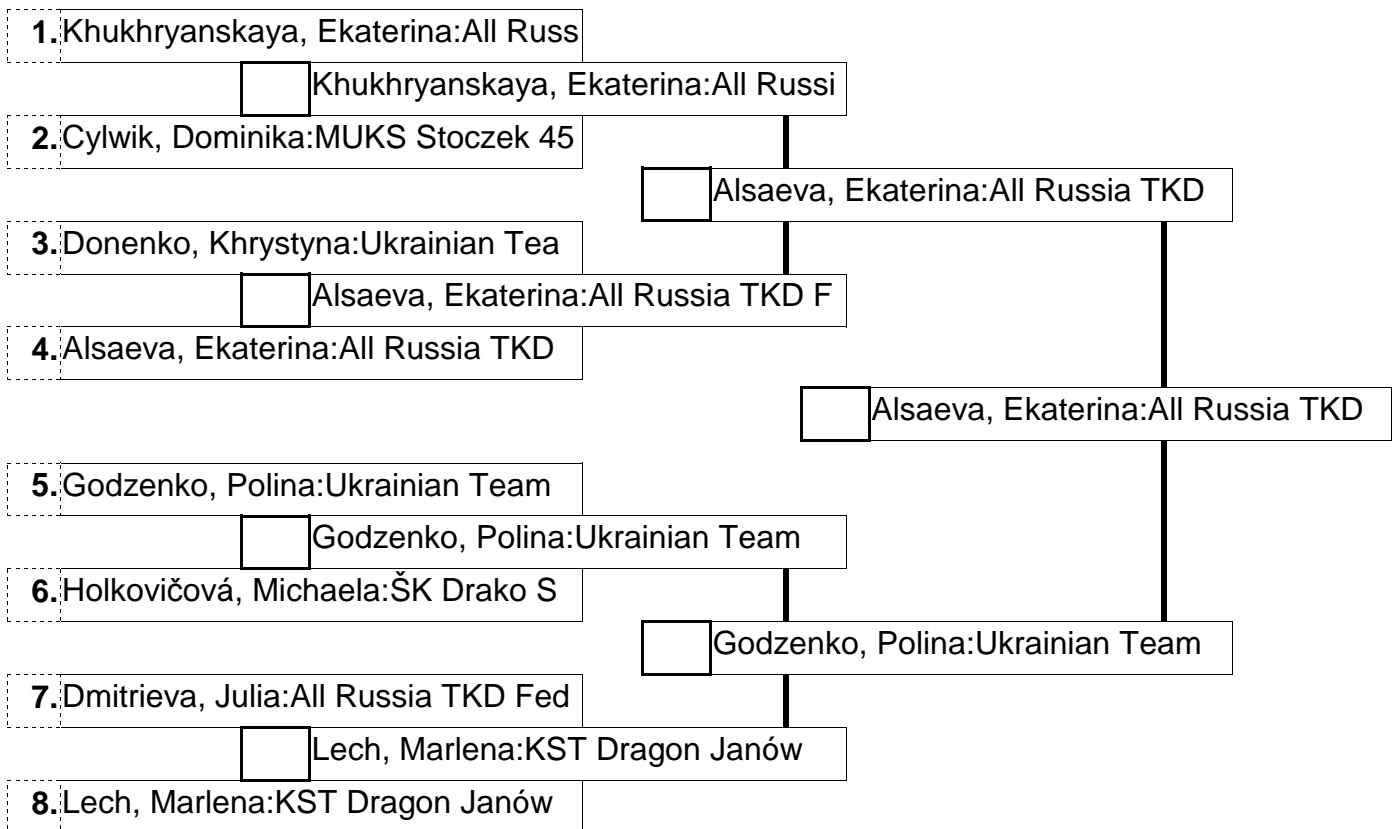 1. Khukhryanskaya, Ekaterina:All Russ
Khukhryanskaya, Ekaterina:All Russi
2. Cylwik, Dominika:MUKS Stoczek 45
Alsaeva, Ekaterina:All Russia TKD
3. Donenko, Khrystyna:Ukrainian Tea
Alsaeva, Ekaterina:All Russia TKD F
4. Alsaeva, Ekaterina:All Russia TKD
Alsaeva, Ekaterina:All Russia TKD
5. Godzenko, Polina:Ukrainian Team
Godzenko, Polina:Ukrainian Team
6. Holkovičová, Michaela:ŠK Drako S
Godzenko, Polina:Ukrainian Team
7. Dmitrieva, Julia:All Russia TKD Fed
Lech, Marlena:KST Dragon Janów
8. Lech, Marlena:KST Dragon Janów